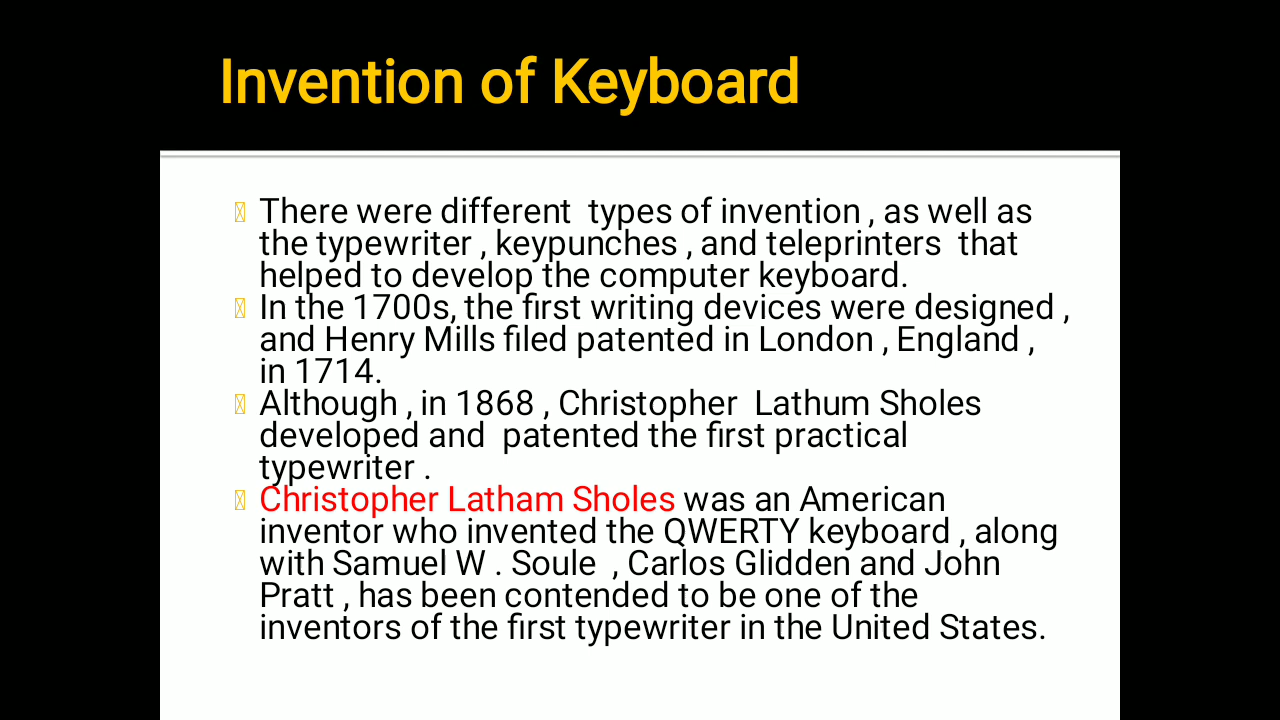 Invention of Keyboard
There were different types of invention , as well as
the typewriter , keypunches , and teleprinters that
helped to develop the computer keyboard.
In the 1700s, the first writing devices were designed ,
and Henry Mills filed patented in London , England ,
in 1714.
Although , in 1868 , Christopher Lathum Sholes
developed and patented the first practical
typewriter .
Christopher Latham Sholes was an American
inventor who invented the QWERTY keyboard , along
with Samuel W . Soule , Carlos Glidden and John
Pratt , has been contended to be one of the
inventors of the first typewriter in the United States.